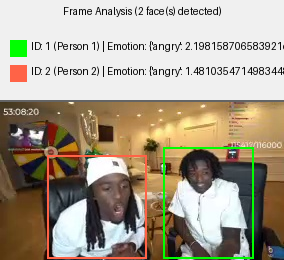 Frame Analysis (2 face(s) detected)
ID: 1 (Person 1) | Emotion: {'angry': 2.198158706583921
ID: 2 (Person 2) | Emotion: {'angry': 1.4810354714983448
53:08:20